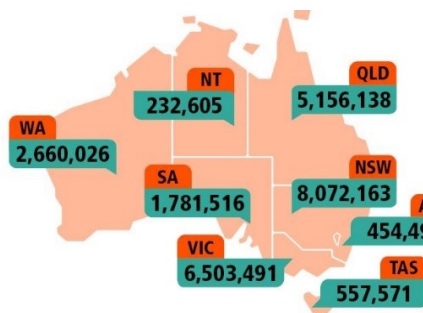 NT
232,605
QLD
5,156,138
WA
2,660,026
SA
1,781,516
NSW
8,072,163
VIC
6,503,491
TAS
557,571